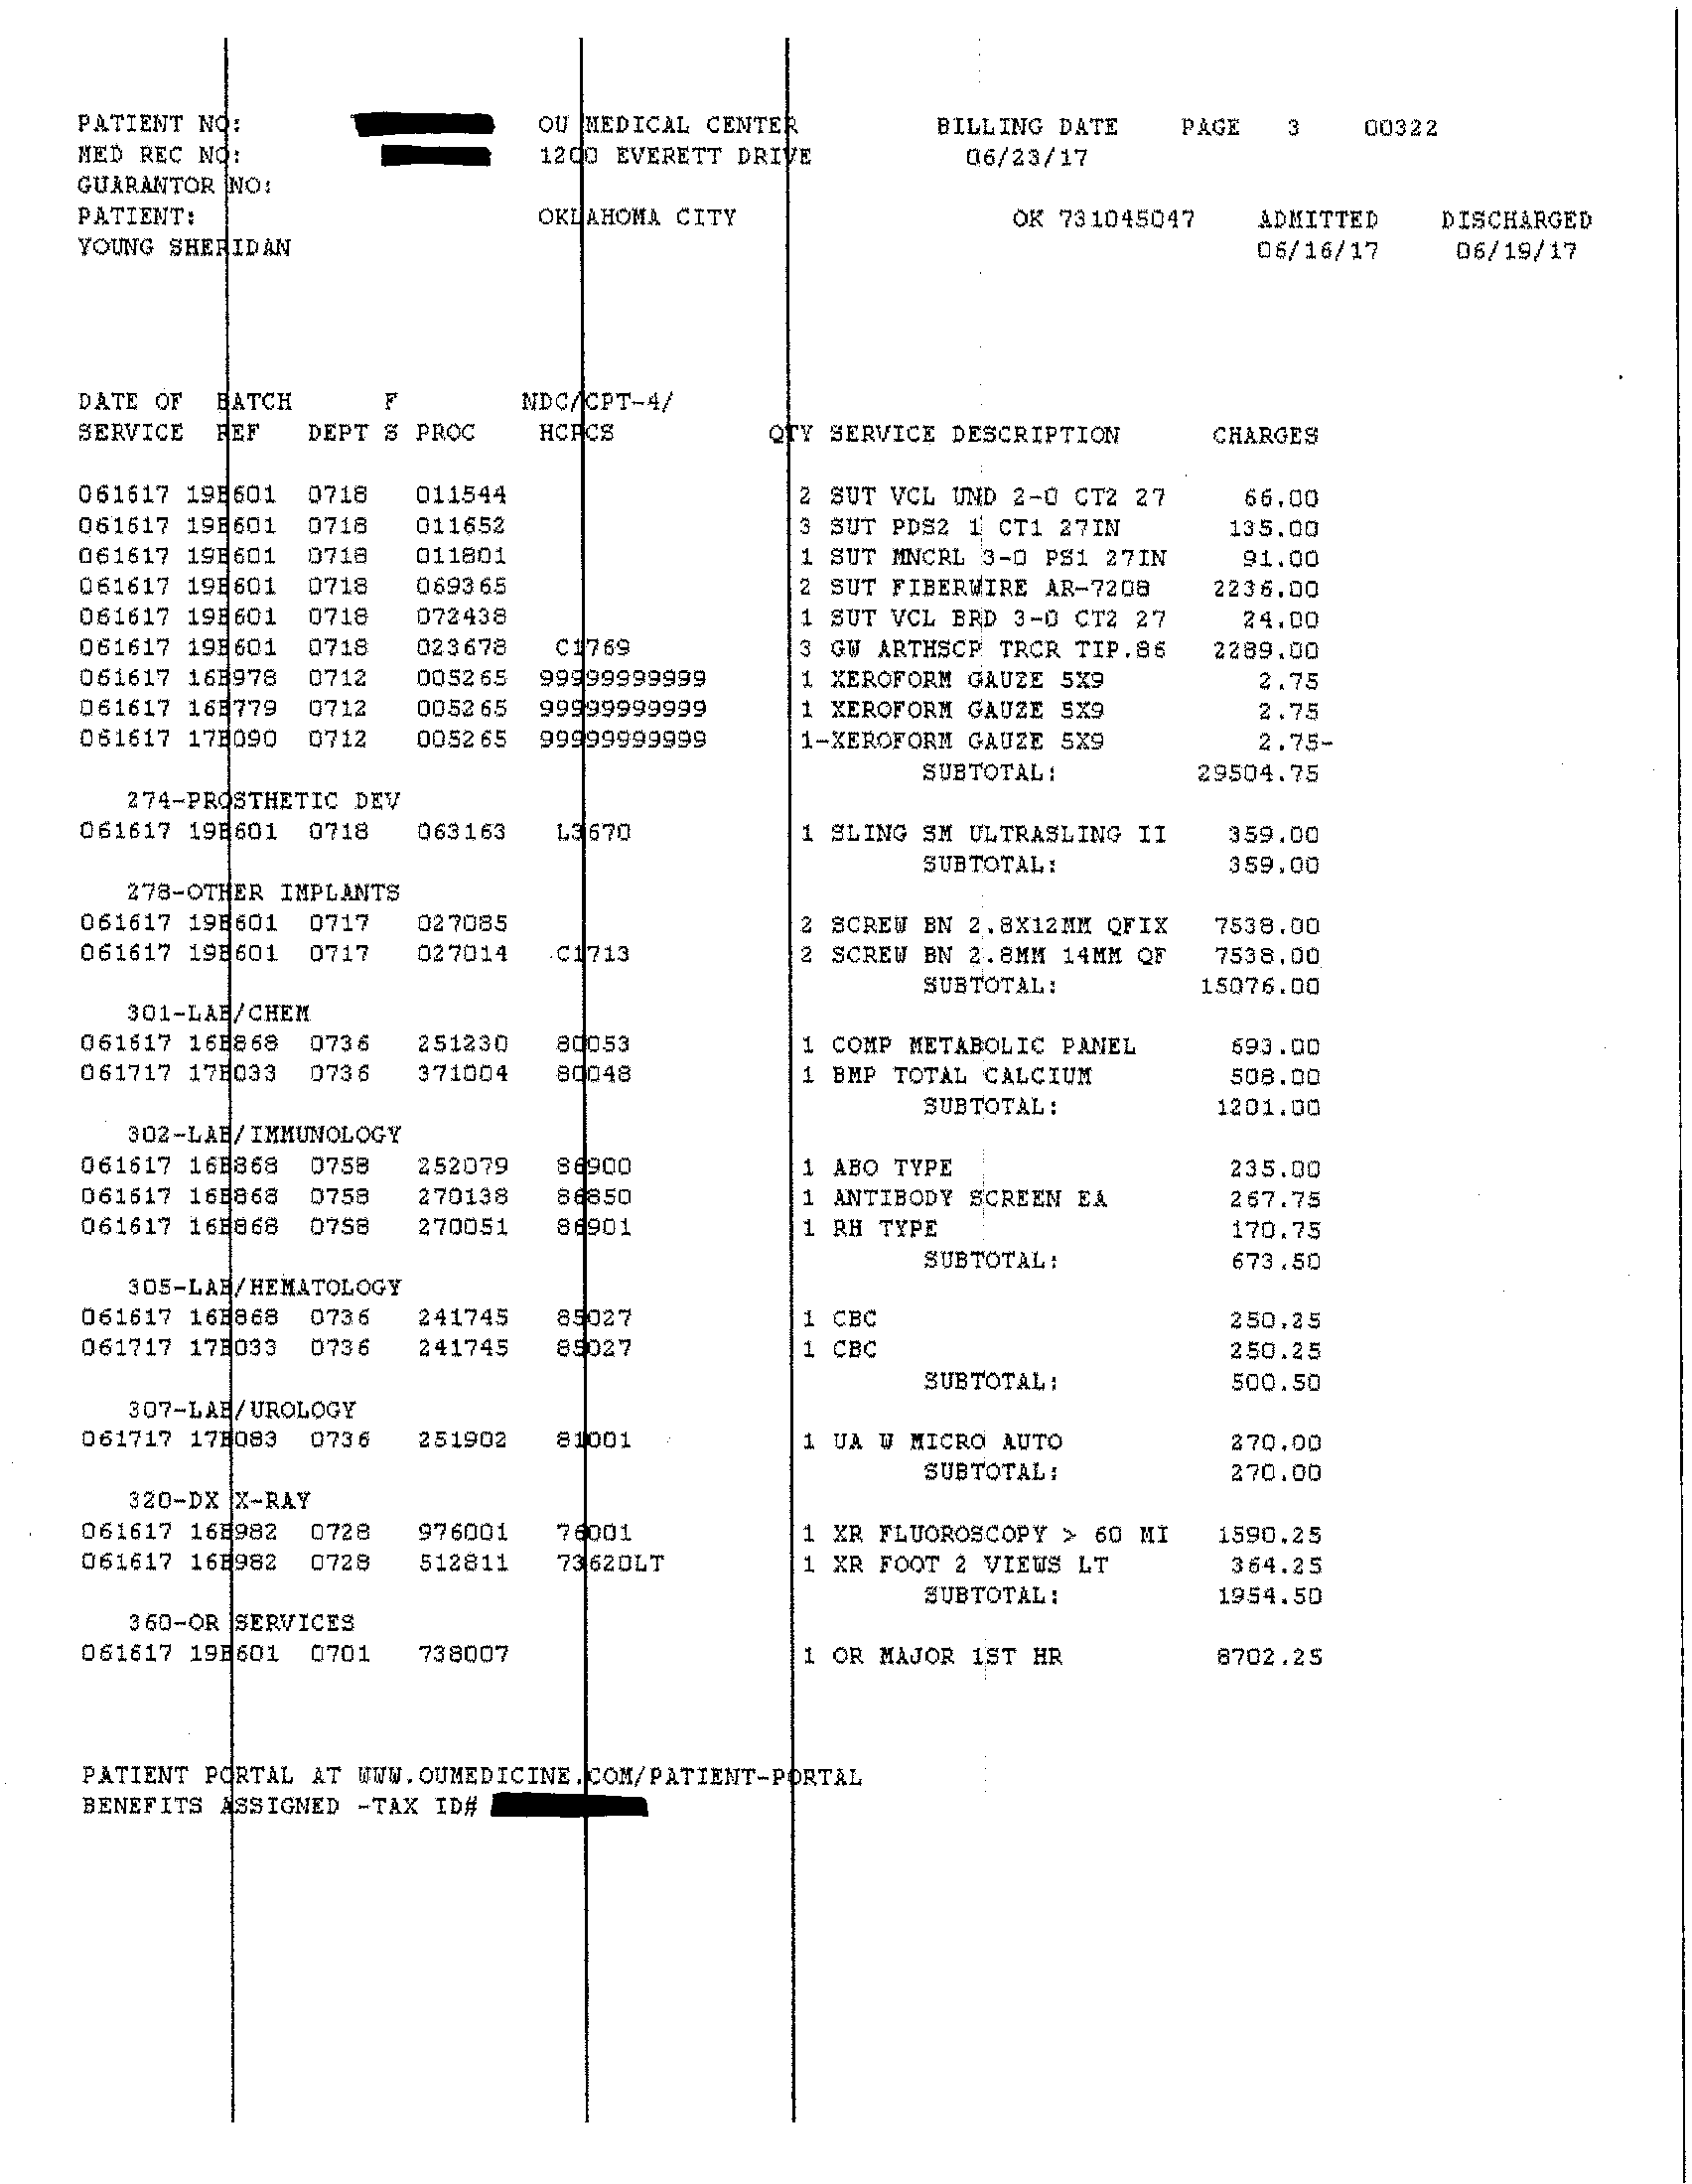 PATIENT NO: OU MEDICAL CENTER BILLING DATE PAGE 3 00322
MED REC NO: 1200 EVERETT DRIVE 06/23/17
GUARANTOR NO:
PATIENT: OKLAHOMA CITY OK 731045047 ADMITTED DISCHARGED
YOUNG SHERIDAN 06/16/17 06/19/17
DATE OF BATCH F NDC/CPT-4/
SERVICE REF DEPT S PROC HCPCS QTY SERVICE DESCRIPTION CHARGES
061617 19B601 0718 011544 2 SUT VCL UND 2-0 CT2 27 66.00
061617 19B601 0718 011652 3 SUT PDS2 1 CT1 27IN 135.00
061617 19B601 0718 011801 1 SUT MNCRL 3-0 PS1 27IN 91.00
061617 19B601 0718 069365 2 SUT FIBERWIRE AR-7208 2236.00
061617 19B601 0718 072438 1 SUT VCL BRD 3-0 CT2 27 24.00
061617 19B601 0718 023678 C1769 3 GW ARTHSCP TRCR TIP.86 2289.00
061617 16B978 0712 005265 99999999999 1 XEROFORM GAUZE 5X9 2.75
061617 16B779 0712 005265 99999999999 1 XEROFORM GAUZE 5X9 2.75
061617 17B090 0712 005265 99999999999 1-XEROFORM GAUZE 5X9 2.75-
SUBTOTAL: 29504.75
274-PROSTHETIC DEV
061617 19B601 0718 063163 L3670 1 SLING SM ULTRASLING II 359.00
SUBTOTAL: 359.00
278-OTHER IMPLANTS
061617 19B601 0717 027085 2 SCREW BN 2.8X12MM QFIX 7538.00
061617 19B601 0717 027014 C1713 2 SCREW BN 2.8MM 14MM QF 7538.00
SUBTOTAL: 15076.00
301-LAB/CHEM
061617 16B868 0736 251230 80053 1 COMP METABOLIC PANEL 693.00
061717 17B033 0736 371004 80048 1 BMP TOTAL CALCIUM 508.00
SUBTOTAL: 1201.00
302-LAB/IMMUNOLOGY
061617 16B868 0758 252079 86900 1 ABO TYPE 235.00
061617 16B868 0758 270138 86850 1 ANTIBODY SCREEN EA 267.75
061617 16B868 0758 270051 86901 1 RH TYPE 170.75
SUBTOTAL: 673.50
305-LAB/HEMATOLOGY
061617 16B868 0736 241745 85027 1 CBC 250.25
061717 17B033 0736 241745 85027 1 CBC 250.25
SUBTOTAL: 500.50
307-LAB/UROLOGY
061717 17B083 0736 251902 81001 1 UA W MICRO AUTO 270.00
SUBTOTAL: 270.00
320-DX X-RAY
061617 16B982 0728 976001 76001 1 XR FLUOROSCOPY > 60 MI 1590.25
061617 16B982 0728 512811 73620LT 1 XR FOOT 2 VIEWS LT 364.25
SUBTOTAL: 1954.50
360-OR SERVICES
061617 19B601 0701 738007 1 OR MAJOR 1ST HR 8702.25
PATIENT PORTAL AT WWW.OUMEDICINE.COM/PATIENT-PORTAL
BENEFITS ASSIGNED -TAX ID#